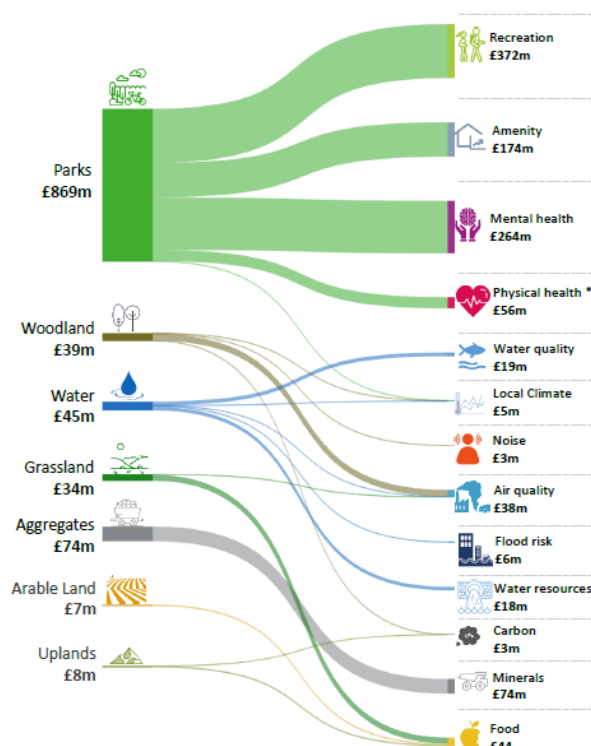 Parks
£869m
Woodland
£39m
Water
£45m
Grassland
£34m
Aggregates
£74m
Arable Land
£7m
Uplands
£8m
Recreation
£372m
Amenity
£174m
Mental health
£264m
Physical health *
£56m
Water quality
£19m
Local Climate
£5m
Noise
£3m
Air quality
£38m
Flood risk
£6m
Water resources
£18m
Carbon
£3m
Minerals
£74m
Food